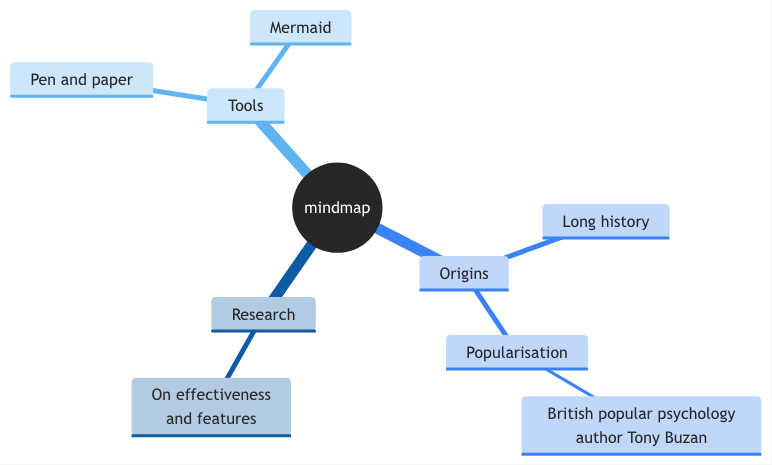 Mermaid
Pen and paper
Tools
mindmap
Long history
Origins
Research
Popularisation
On effectiveness
and features
British popular psychology
author Tony Buzan